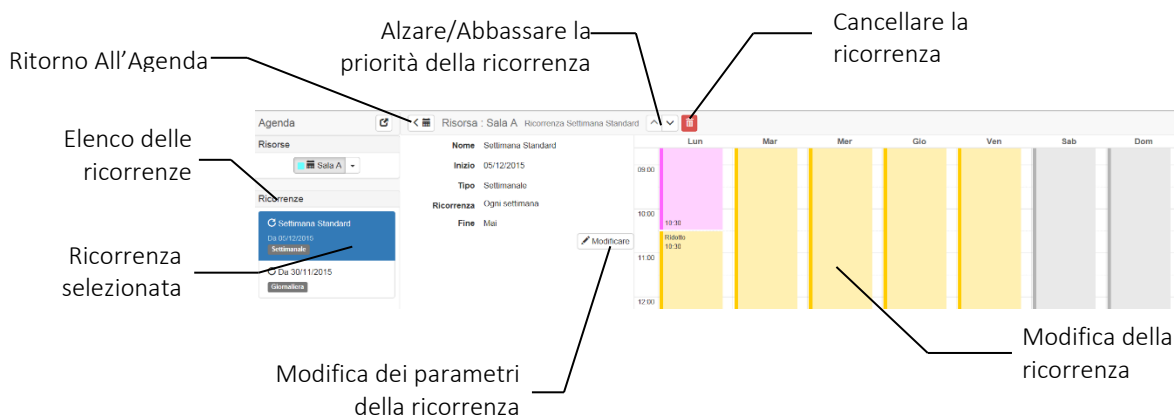 Alzare/Abbassare la
priorità della ricorrenza
Cancellare la
ricorrenza
Ritorno All'Agenda
Elenco delle
ricorrenze
Ricorrenza
selezionata
Agenda
Risorse
Sala A
Ricorrenze
Settimana Standard
Da 05/12/2015
Settimanale
Da 30/11/2015
Giornaliera
Risorsa : Sala A Ricorrenza Settimana Standard
Nome Settimana Standard
Inizio 05/12/2015
Tipo Settimanale
Ricorrenza Ogni settimana
Fine Mai
Modificare
Lun Mar Mer Gio Ven Sab Dom
09:00
10:00
10:30
Ridotto
10:30
11:00
12:00
Modifica dei parametri
della ricorrenza
Modifica della
ricorrenza